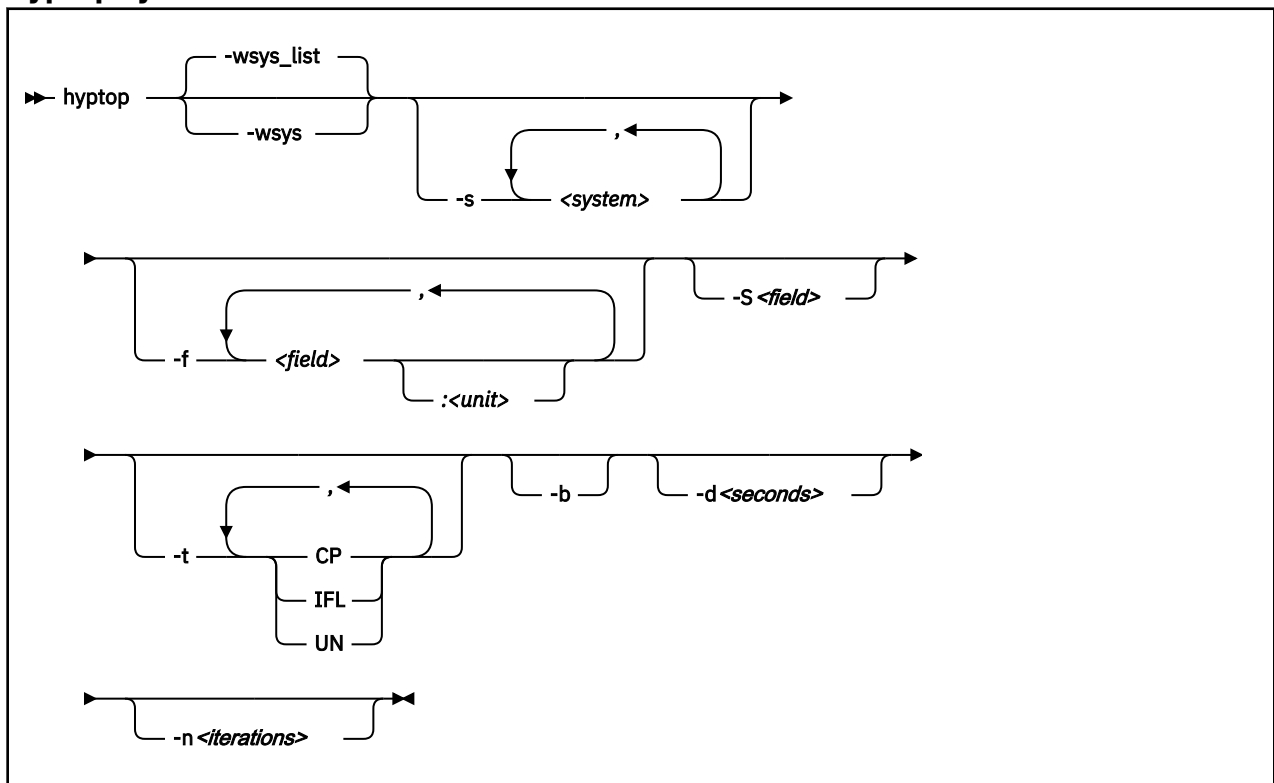 -wsys_list
hyptop
-wsys
,
-s <system>
,
-S <field>
-f <field>
:<unit>
,
-b -d <seconds>
-t CP
IFL
UN
-n <iterations>